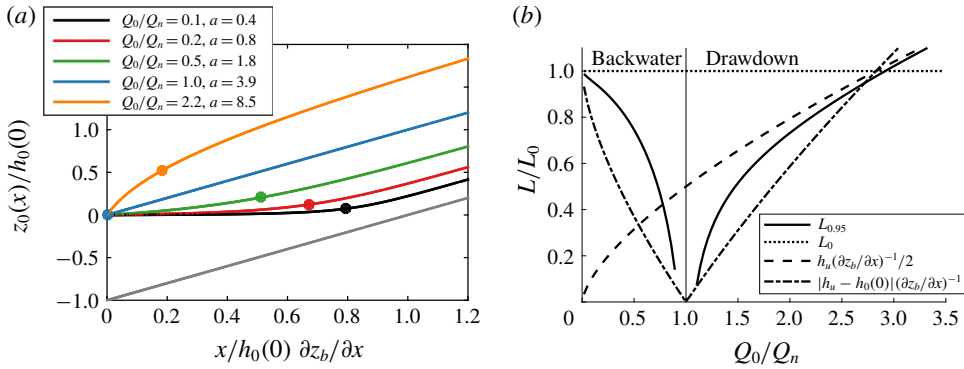 (a)
Q₀/Qₙ = 0.1, a = 0.4
Q₀/Qₙ = 0.2, a = 0.8
Q₀/Qₙ = 0.5, a = 1.8
Q₀/Qₙ = 1.0, a = 3.9
Q₀/Qₙ = 2.2, a = 8.5
1.0
0.5
0
−0.5
−1.0
z₀(x)/h₀(0)
0 0.2 0.4 0.6 0.8 1.0 1.2
x/h₀(0) ∂z_b/∂x
(b)
Backwater Drawdown
1.0
0.8
0.6
0.4
0.2
L/L₀
L₀.₉₅
L₀
hᵤ(∂z_b/∂x)⁻¹/2
|hᵤ − h₀(0)|(∂z_b/∂x)⁻¹
0 0.5 1.0 1.5 2.0 2.5 3.0 3.5
Q₀/Qₙ